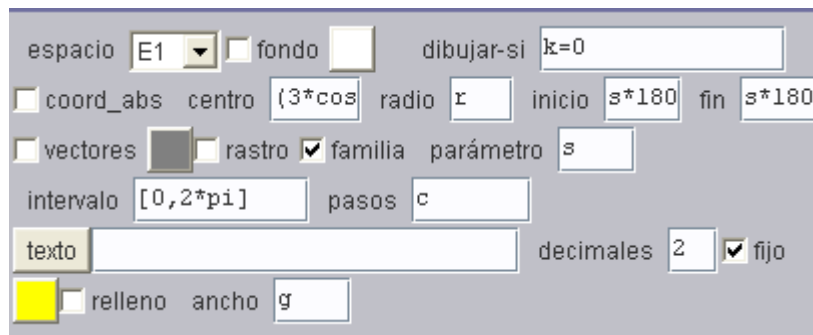 espacio E1 fondo dibujar-si k=0
coord_abs centro (3*cos radio r inicio s*180 fin s*180
vectores rastro familia parámetro s
intervalo [0,2*pi] pasos c
texto decimales 2 fijo
relleno ancho g